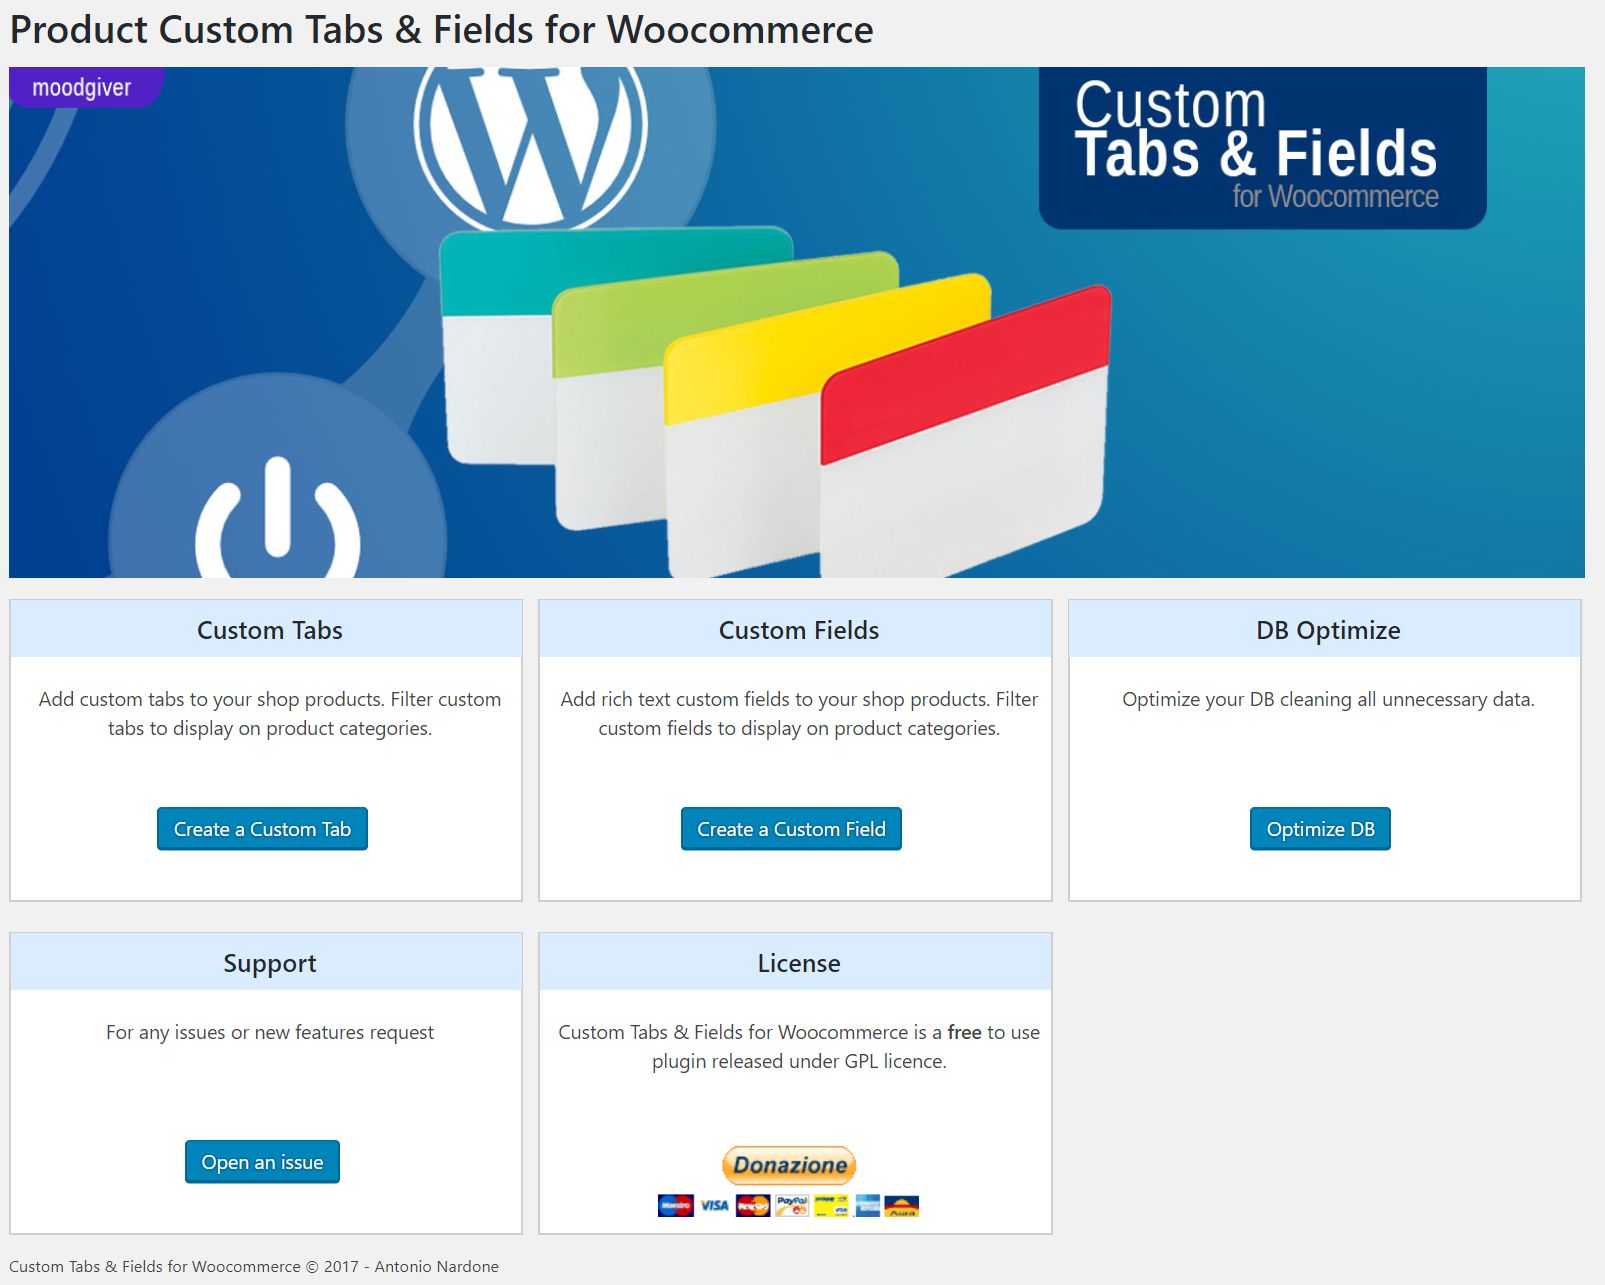 Product Custom Tabs & Fields for Woocommerce
moodgiver
Custom
Tabs & Fields
for Woocommerce
Custom Tabs
Add custom tabs to your shop products. Filter custom
tabs to display on product categories.
Create a Custom Tab
Custom Fields
Add rich text custom fields to your shop products. Filter
custom fields to display on product categories.
Create a Custom Field
DB Optimize
Optimize your DB cleaning all unnecessary data.
Optimize DB
Support
For any issues or new features request
Open an issue
License
Custom Tabs & Fields for Woocommerce is a free to use
plugin released under GPL licence.
Donazione
Maestro VISA PayPal VISA Aura
Custom Tabs & Fields for Woocommerce © 2017 - Antonio Nardone